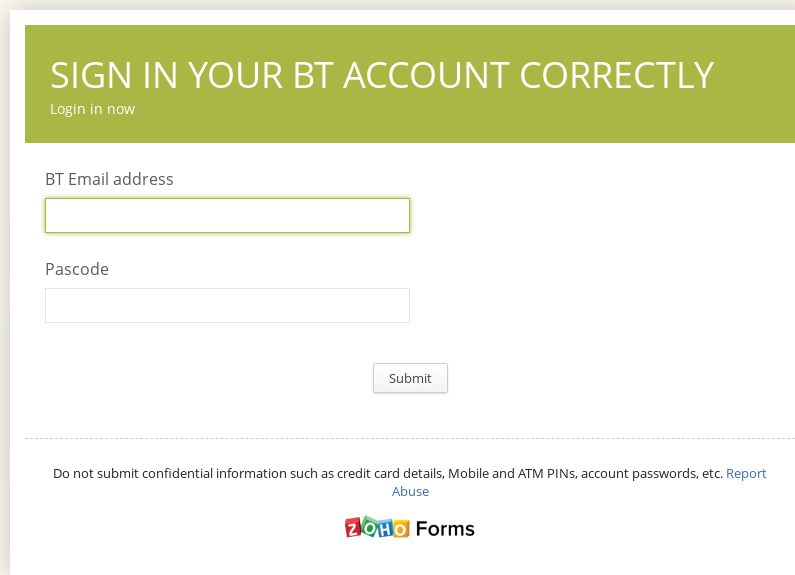 SIGN IN YOUR BT ACCOUNT CORRECTLY
Login in now
BT Email address
Pascode
Submit
Do not submit confidential information such as credit card details, Mobile and ATM PINs, account passwords, etc. Report
Abuse
ZOHO Forms